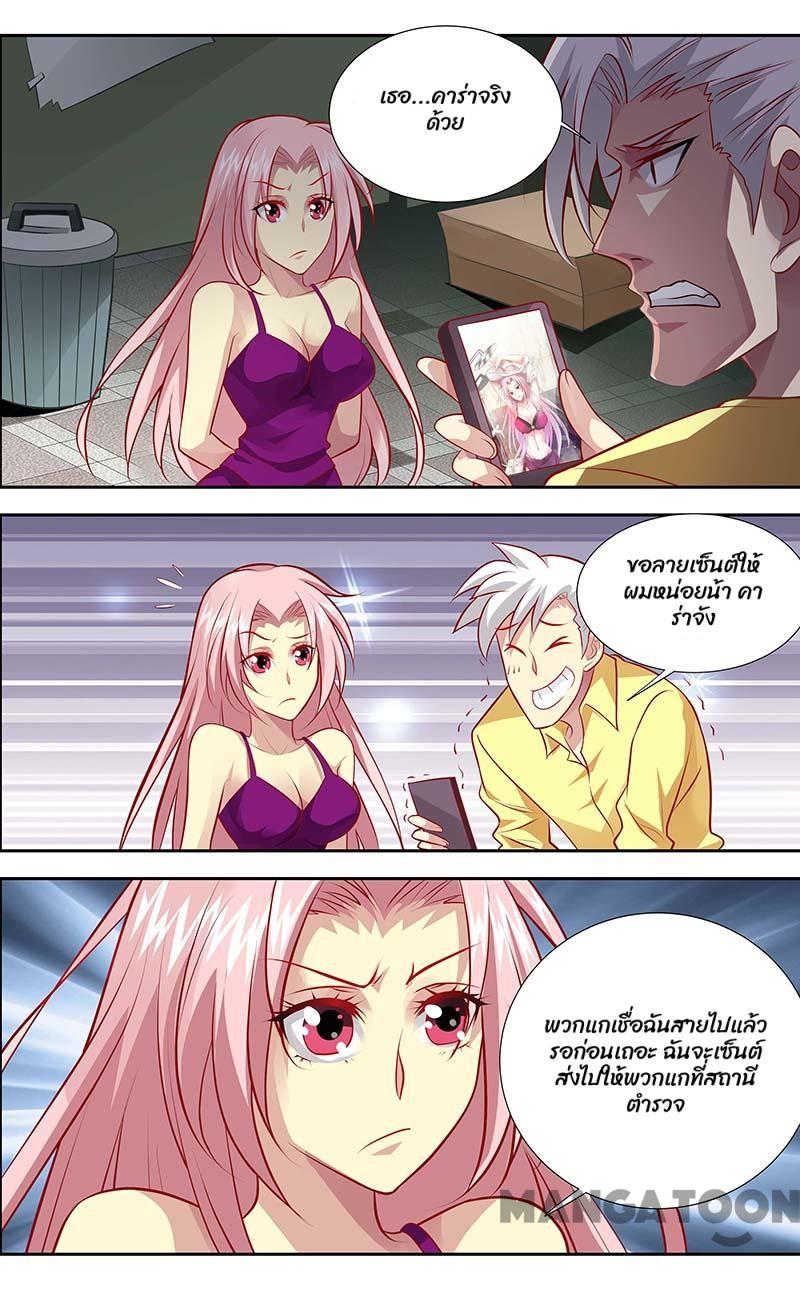 เธอ...คาร่าจริง
ด้วย
ขอลายเซ็นต์ให้
ผมหน่อยน้า คา
ร่าจัง
พวกแกเชื่อฉันสายไปแล้ว
รอก่อนเถอะ ฉันจะเซ็นต์
ส่งไปให้พวกแกที่สถานี
ตำรวจ
MANGATOON